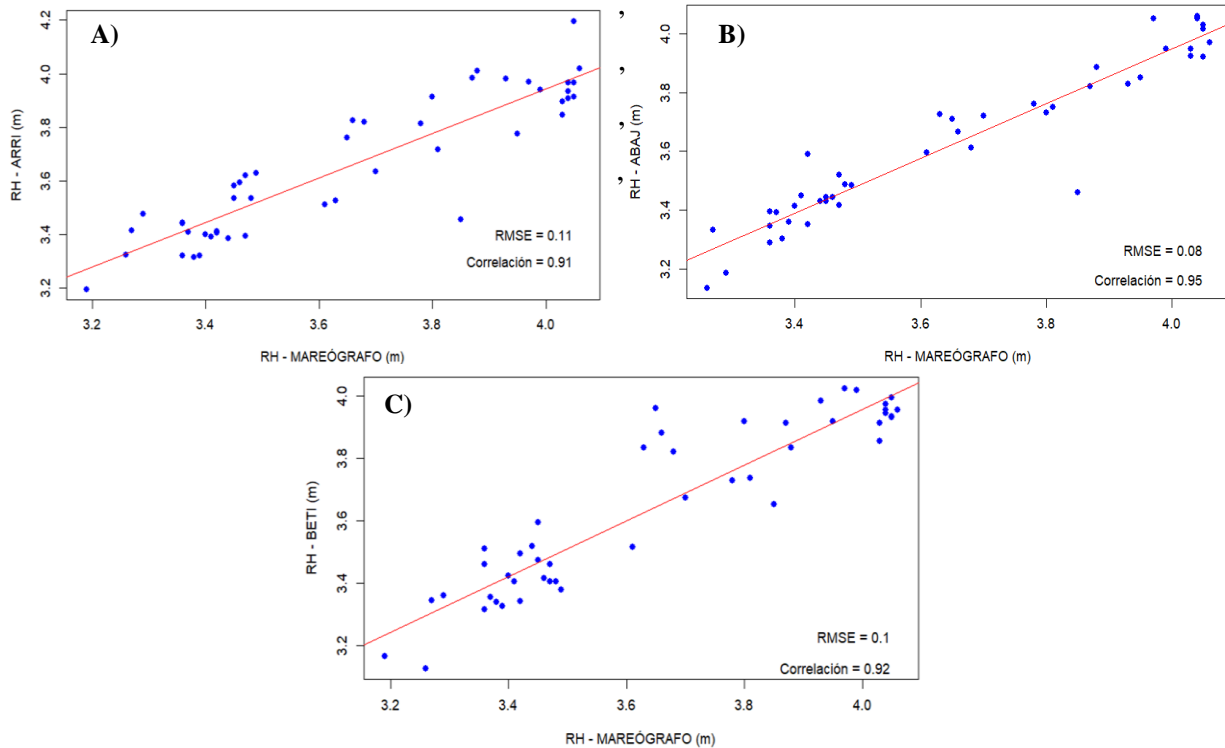 A)
RH - ARRI (m)
4.2
4.0
3.8
3.6
3.4
3.2
RMSE = 0.11
Correlación = 0.91
3.2 3.4 3.6 3.8 4.0
RH - MAREÓGRAFO (m)
,
,
,
,
B)
RH - ABAJ (m)
4.0
3.8
3.6
3.4
3.2
RMSE = 0.08
Correlación = 0.95
3.4 3.6 3.8 4.0
RH - MAREÓGRAFO (m)
C)
RH - BETI (m)
4.0
3.8
3.6
3.4
3.2
RMSE = 0.1
Correlación = 0.92
3.2 3.4 3.6 3.8 4.0
RH - MAREÓGRAFO (m)